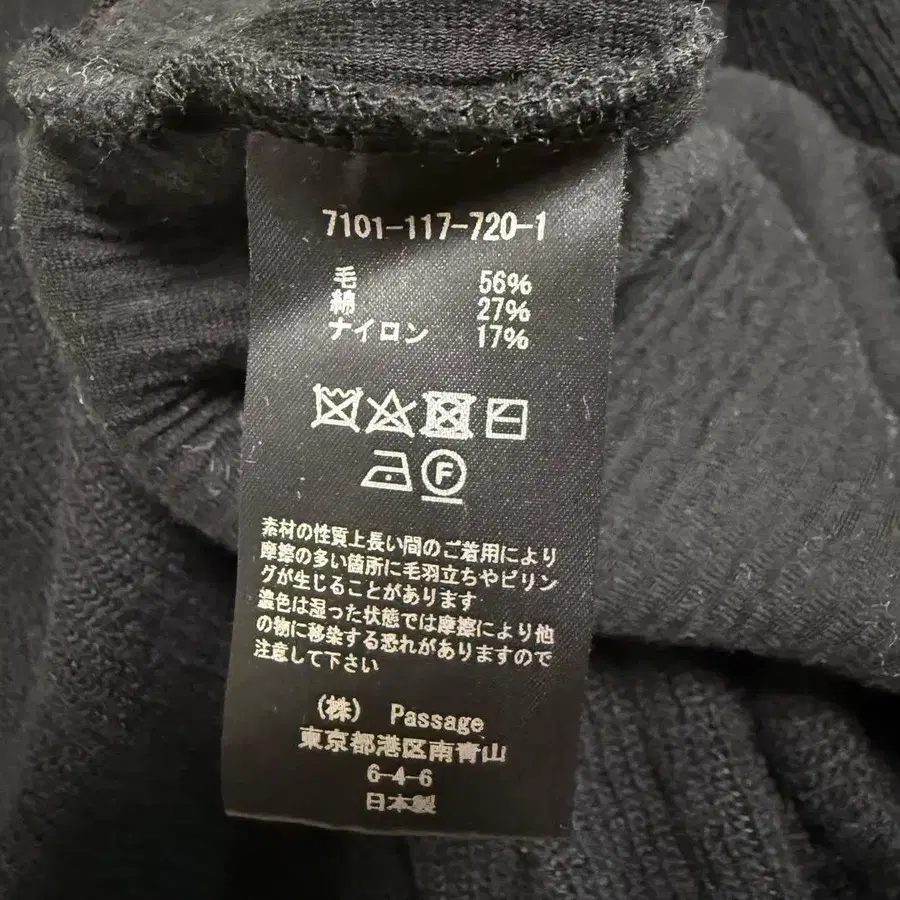 7101-117-720-1
毛 56%
綿 27%
ナイロン 17%
F
素材の性質上長い間のご着用により
摩擦の多い箇所に毛羽立ちやピリン
グが生じることがあります
濃色は湿った状態では摩擦により他
の物に移染する恐れがありますので
注意して下さい
(株) Passage
東京都港区南青山
6-4-6
日本製